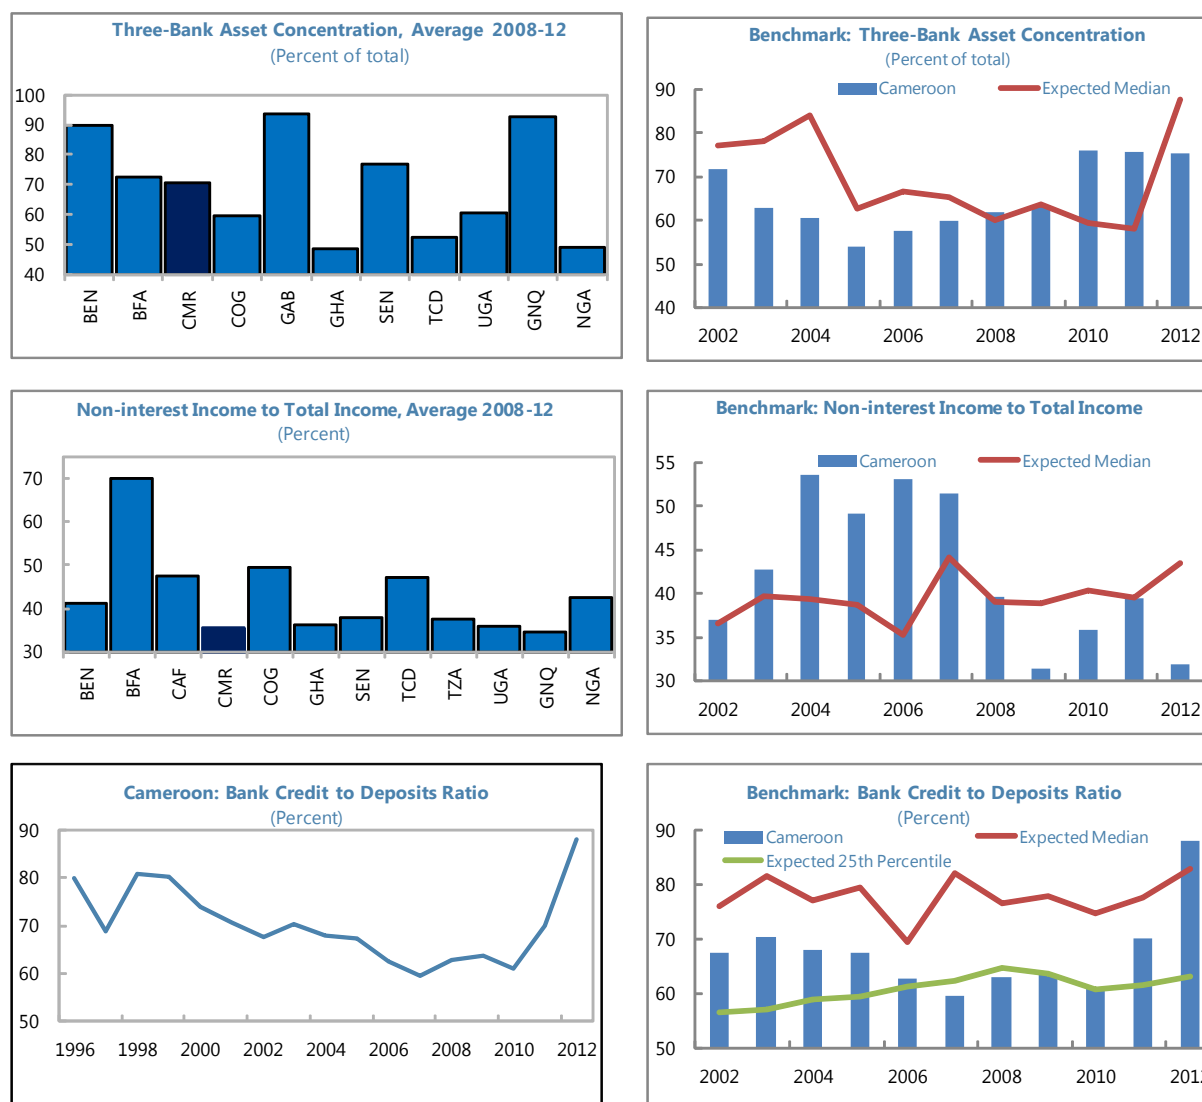 Three-Bank Asset Concentration, Average 2008-12
(Percent of total)
100
90
80
70
60
50
40
BEN BFA CMR COG GAB GHA SEN TCD UGA GNQ NGA
Benchmark: Three-Bank Asset Concentration
(Percent of total)
Cameroon Expected Median
90
80
70
60
50
40
2002 2004 2006 2008 2010 2012
Non-interest Income to Total Income, Average 2008-12
(Percent)
70
60
50
40
30
BEN BFA CAF CMR COG GHA SEN TCD TZA UGA GNQ NGA
Benchmark: Non-interest Income to Total Income
Cameroon Expected Median
55
50
45
40
35
30
2002 2004 2006 2008 2010 2012
Cameroon: Bank Credit to Deposits Ratio
(Percent)
90
80
70
60
50
1996 1998 2000 2002 2004 2006 2008 2010 2012
Benchmark: Bank Credit to Deposits Ratio
(Percent)
Cameroon Expected Median
Expected 25th Percentile
90
80
70
60
50
2002 2004 2006 2008 2010 2012